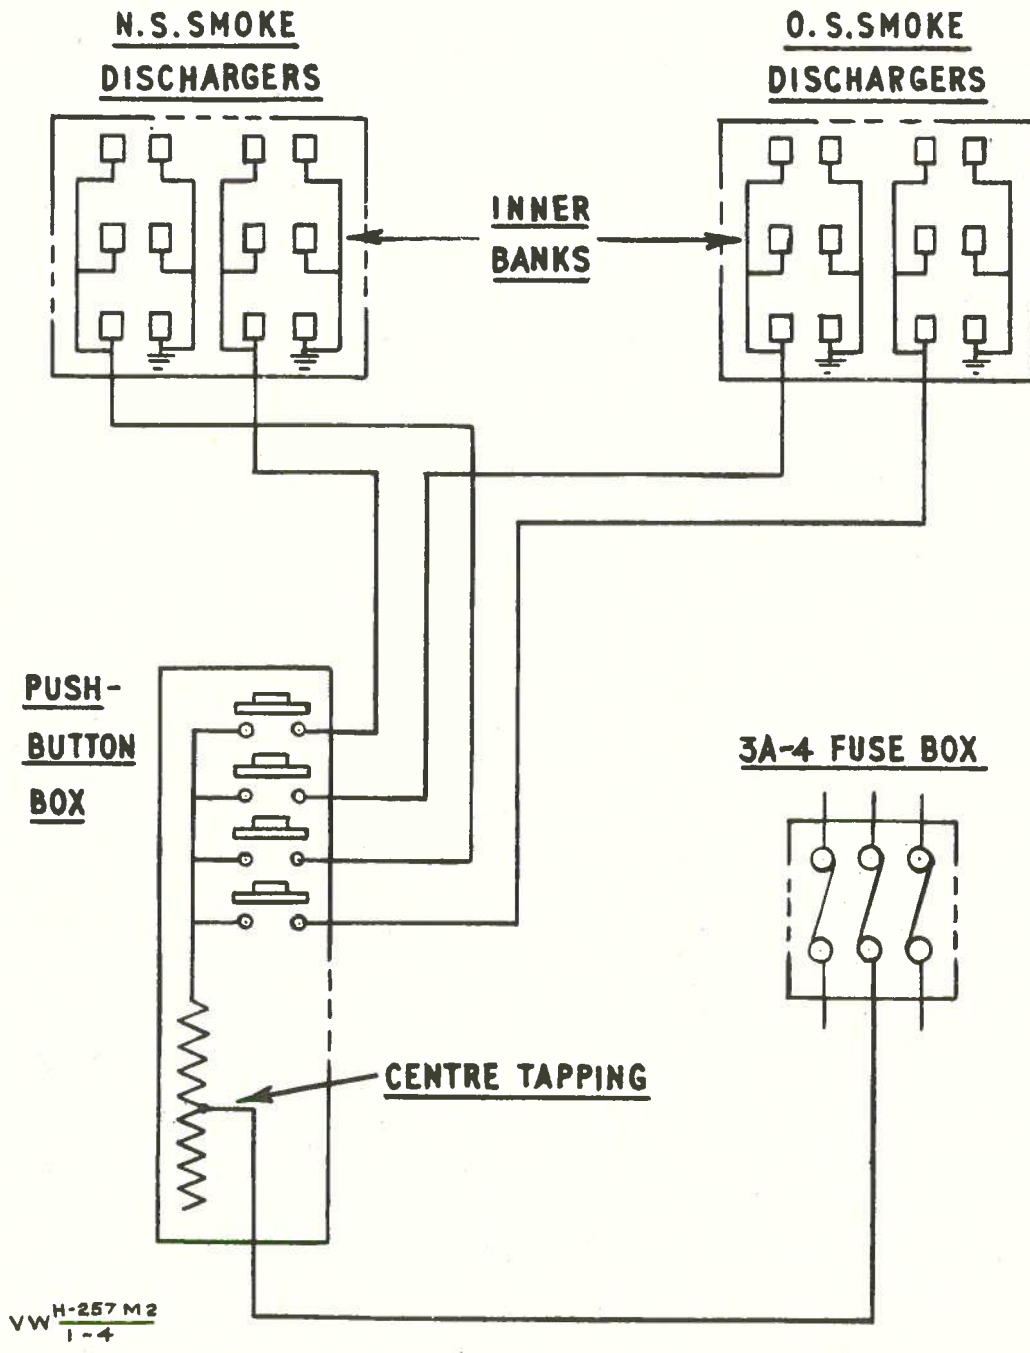 N.S.SMOKE
DISCHARGERS
O.S.SMOKE
DISCHARGERS
INNER
BANKS
PUSH-
BUTTON
BOX
3A-4 FUSE BOX
CENTRE TAPPING
VW H-257 M2
1-4